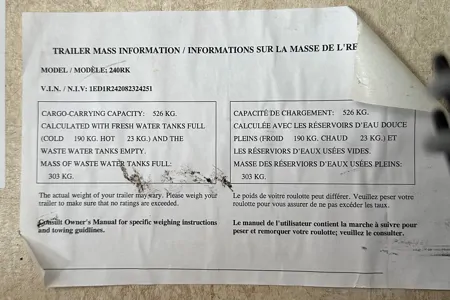 TRAILER MASS INFORMATION / INFORMATIONS SUR LA MASSE DE L'RF
MODEL / MODÈLE: 240RK
V.I.N. / N.I.V: 1ED1R242082324251
CARGO-CARRYING CAPACITY: 526 KG.
CALCULATED WITH FRESH WATER TANKS FULL
(COLD 190 KG. HOT 23 KG.) AND THE
WASTE WATER TANKS EMPTY.
MASS OF WASTE WATER TANKS FULL:
303 KG.
CAPACITÉ DE CHARGEMENT: 526 KG.
CALCULÉE AVEC LES RÉSERVOIRS D'EAU DOUCE
PLEINS (FROID 190 KG. CHAUD 23 KG.) ET
LES RÉSERVOIRS D'EAUX USÉES VIDES.
MASSE DES RÉSERVOIRS D'EAUX USÉES PLEINS:
303 KG.
The actual weight of your trailer may vary. Please weigh your
trailer to make sure that no ratings are exceeded.
Consult Owner's Manual for specific weighing instructions
and towing guidlines.
Le poids de votre roulotte peut différer. Veuillez peser votre
roulotte pour vous assurer de ne pas excéder les taux.
Le manuel de l'utilisateur contient la marche à suivre pour
peser et remorquer votre roulotte; veuillez le consulter.